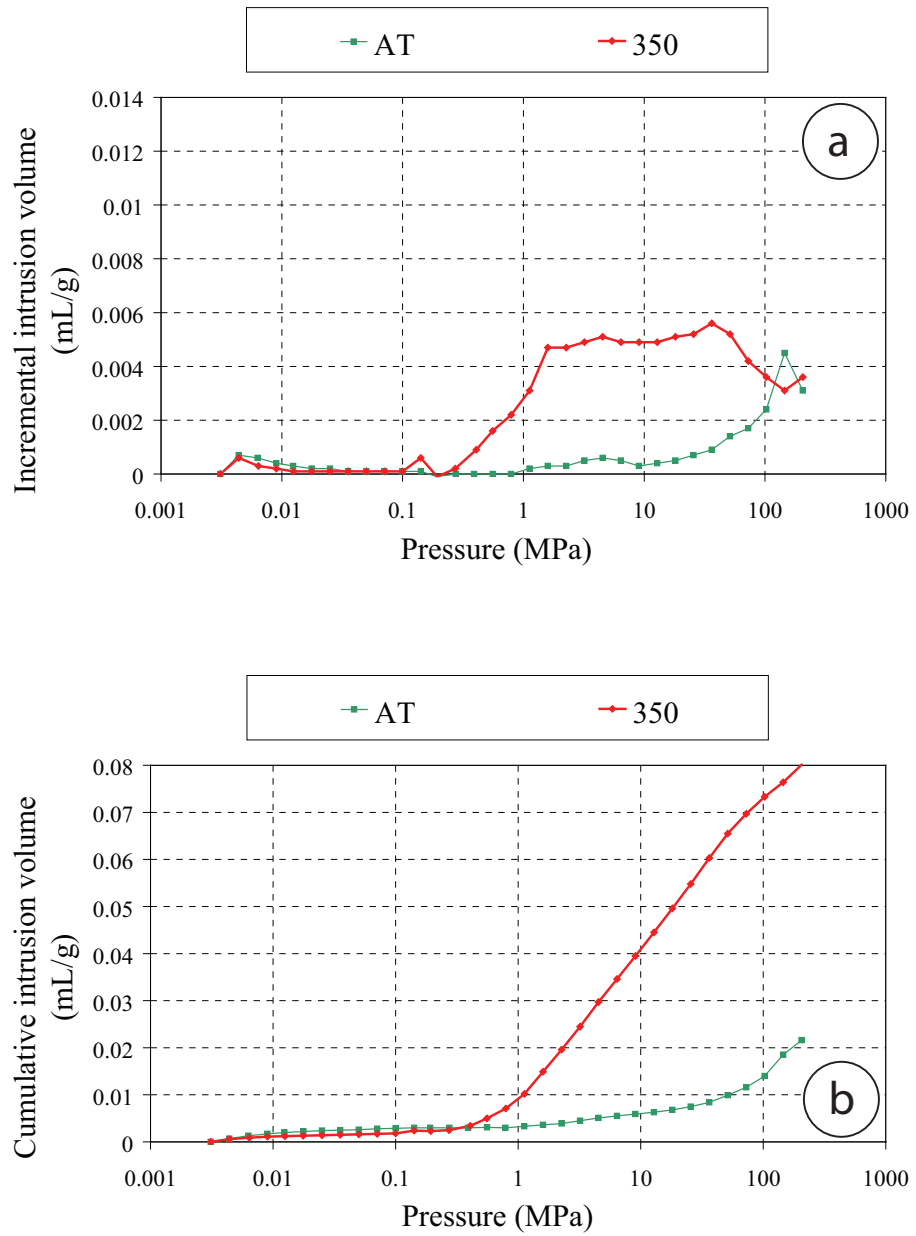 AT 350
0.014
0.012
0.01
0.008
0.006
0.004
0.002
0
Incremental intrusion volume
(mL/g)
a
0.001 0.01 0.1 1 10 100 1000
Pressure (MPa)
AT 350
0.08
0.07
0.06
0.05
0.04
0.03
0.02
0.01
0
Cumulative intrusion volume
(mL/g)
b
0.001 0.01 0.1 1 10 100 1000
Pressure (MPa)